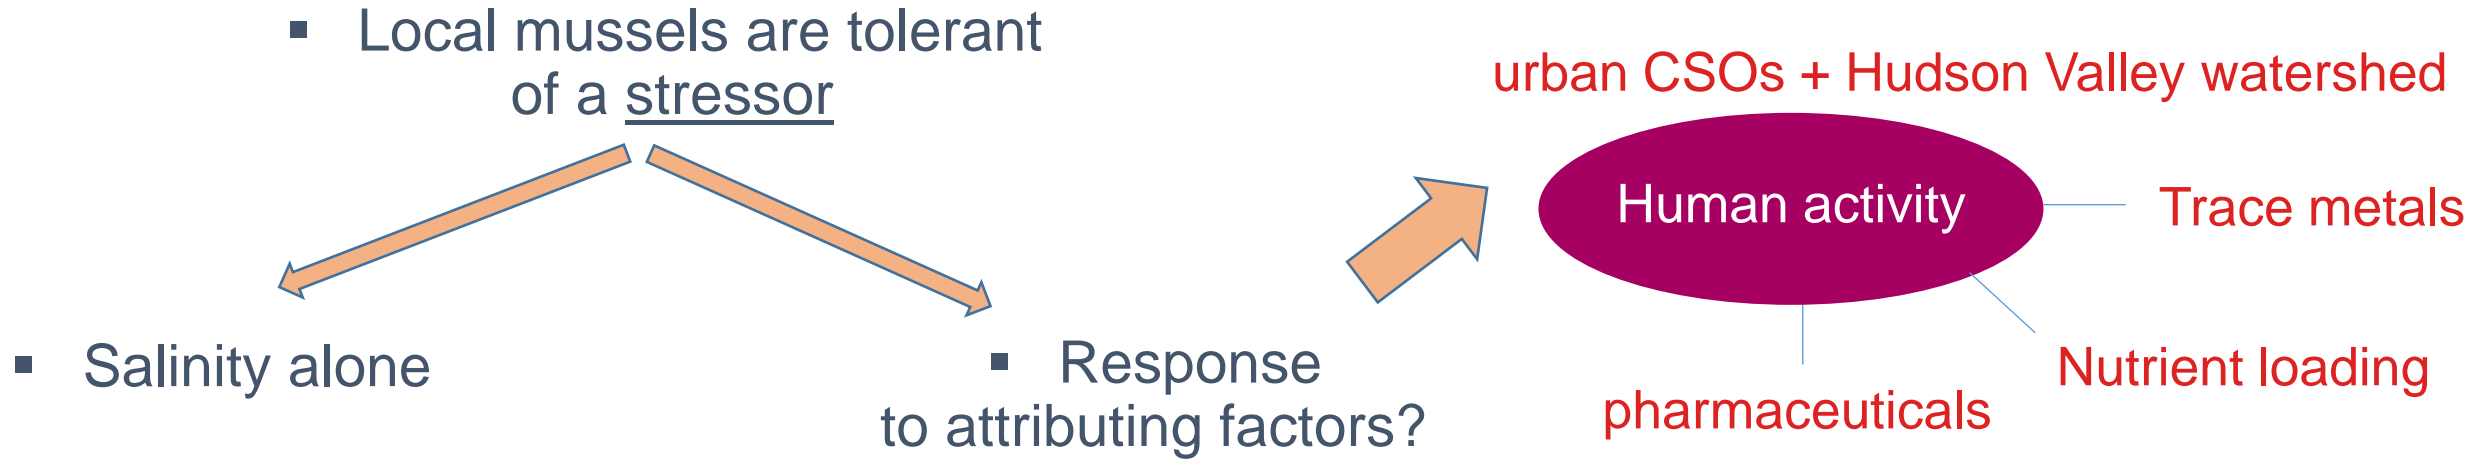 ▪ Local mussels are tolerant
of a stressor
▪ Salinity alone
▪ Response
to attributing factors?
urban CSOs + Hudson Valley watershed
Human activity
Trace metals
Nutrient loading
pharmaceuticals